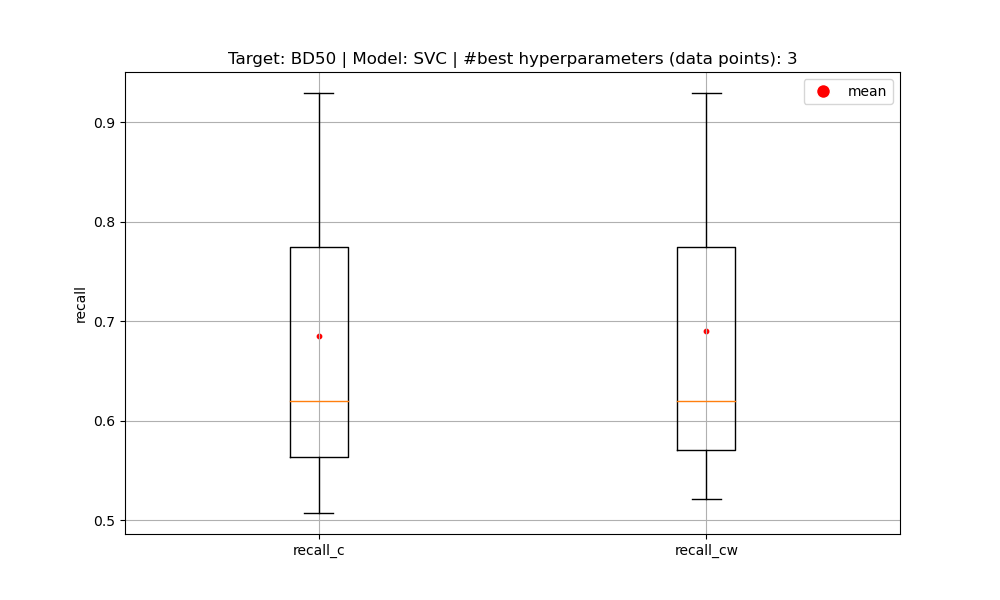 Target: BD50 | Model: SVC | #best hyperparameters (data points): 3
mean
0.9
0.8
0.7
0.6
0.5
recall
recall_c
recall_cw